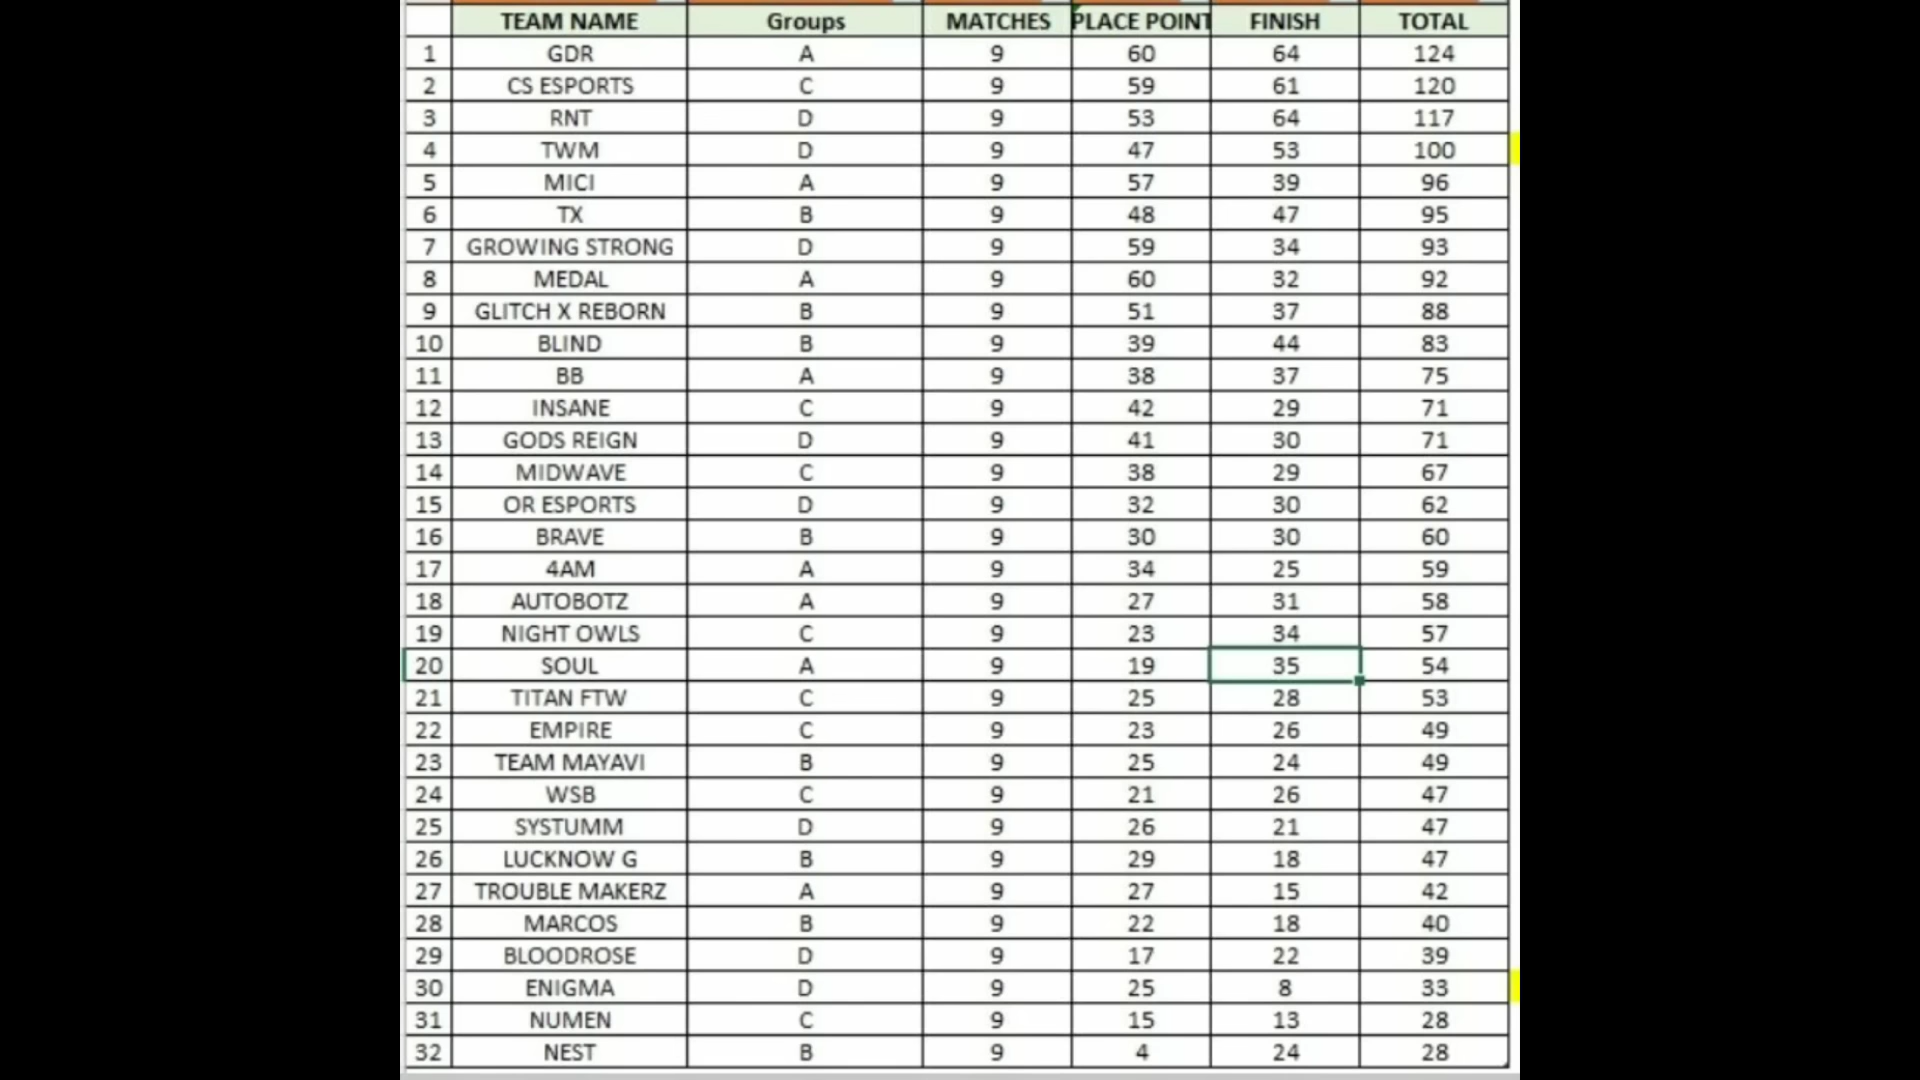 TEAM NAME Groups MATCHES PLACE POINT FINISH TOTAL
1 GDR A 9 60 64 124
2 CS ESPORTS C 9 59 61 120
3 RNT D 9 53 64 117
4 TWM D 9 47 53 100
5 MICI A 9 57 39 96
6 TX B 9 48 47 95
7 GROWING STRONG D 9 59 34 93
8 MEDAL A 9 60 32 92
9 GLITCH X REBORN B 9 51 37 88
10 BLIND B 9 39 44 83
11 BB A 9 38 37 75
12 INSANE C 9 42 29 71
13 GODS REIGN D 9 41 30 71
14 MIDWAVE C 9 38 29 67
15 OR ESPORTS D 9 32 30 62
16 BRAVE B 9 30 30 60
17 4AM A 9 34 25 59
18 AUTOBOTZ A 9 27 31 58
19 NIGHT OWLS C 9 23 34 57
20 SOUL A 9 19 35 54
21 TITAN FTW C 9 25 28 53
22 EMPIRE C 9 23 26 49
23 TEAM MAYAVI B 9 25 24 49
24 WSB C 9 21 26 47
25 SYSTUMM D 9 26 21 47
26 LUCKNOW G B 9 29 18 47
27 TROUBLE MAKERZ A 9 27 15 42
28 MARCOS B 9 22 18 40
29 BLOODROSE D 9 17 22 39
30 ENIGMA D 9 25 8 33
31 NUMEN C 9 15 13 28
32 NEST B 9 4 24 28